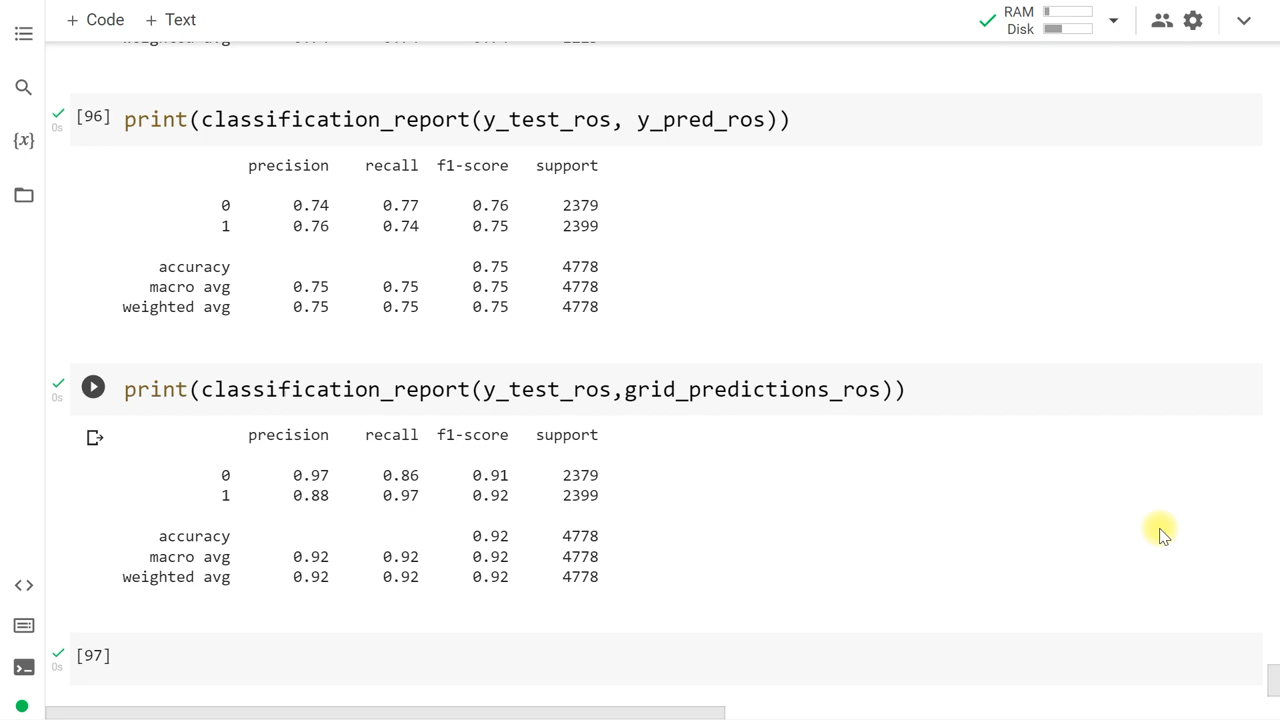 + Code + Text
RAM
Disk
{x}
[96] print(classification_report(y_test_ros, y_pred_ros))
0s
precision recall f1-score support
0 0.74 0.77 0.76 2379
1 0.76 0.74 0.75 2399
accuracy 0.75 4778
macro avg 0.75 0.75 0.75 4778
weighted avg 0.75 0.75 0.75 4778
print(classification_report(y_test_ros,grid_predictions_ros))
0s
precision recall f1-score support
0 0.97 0.86 0.91 2379
1 0.88 0.97 0.92 2399
accuracy 0.92 4778
macro avg 0.92 0.92 0.92 4778
weighted avg 0.92 0.92 0.92 4778
[97]
0s